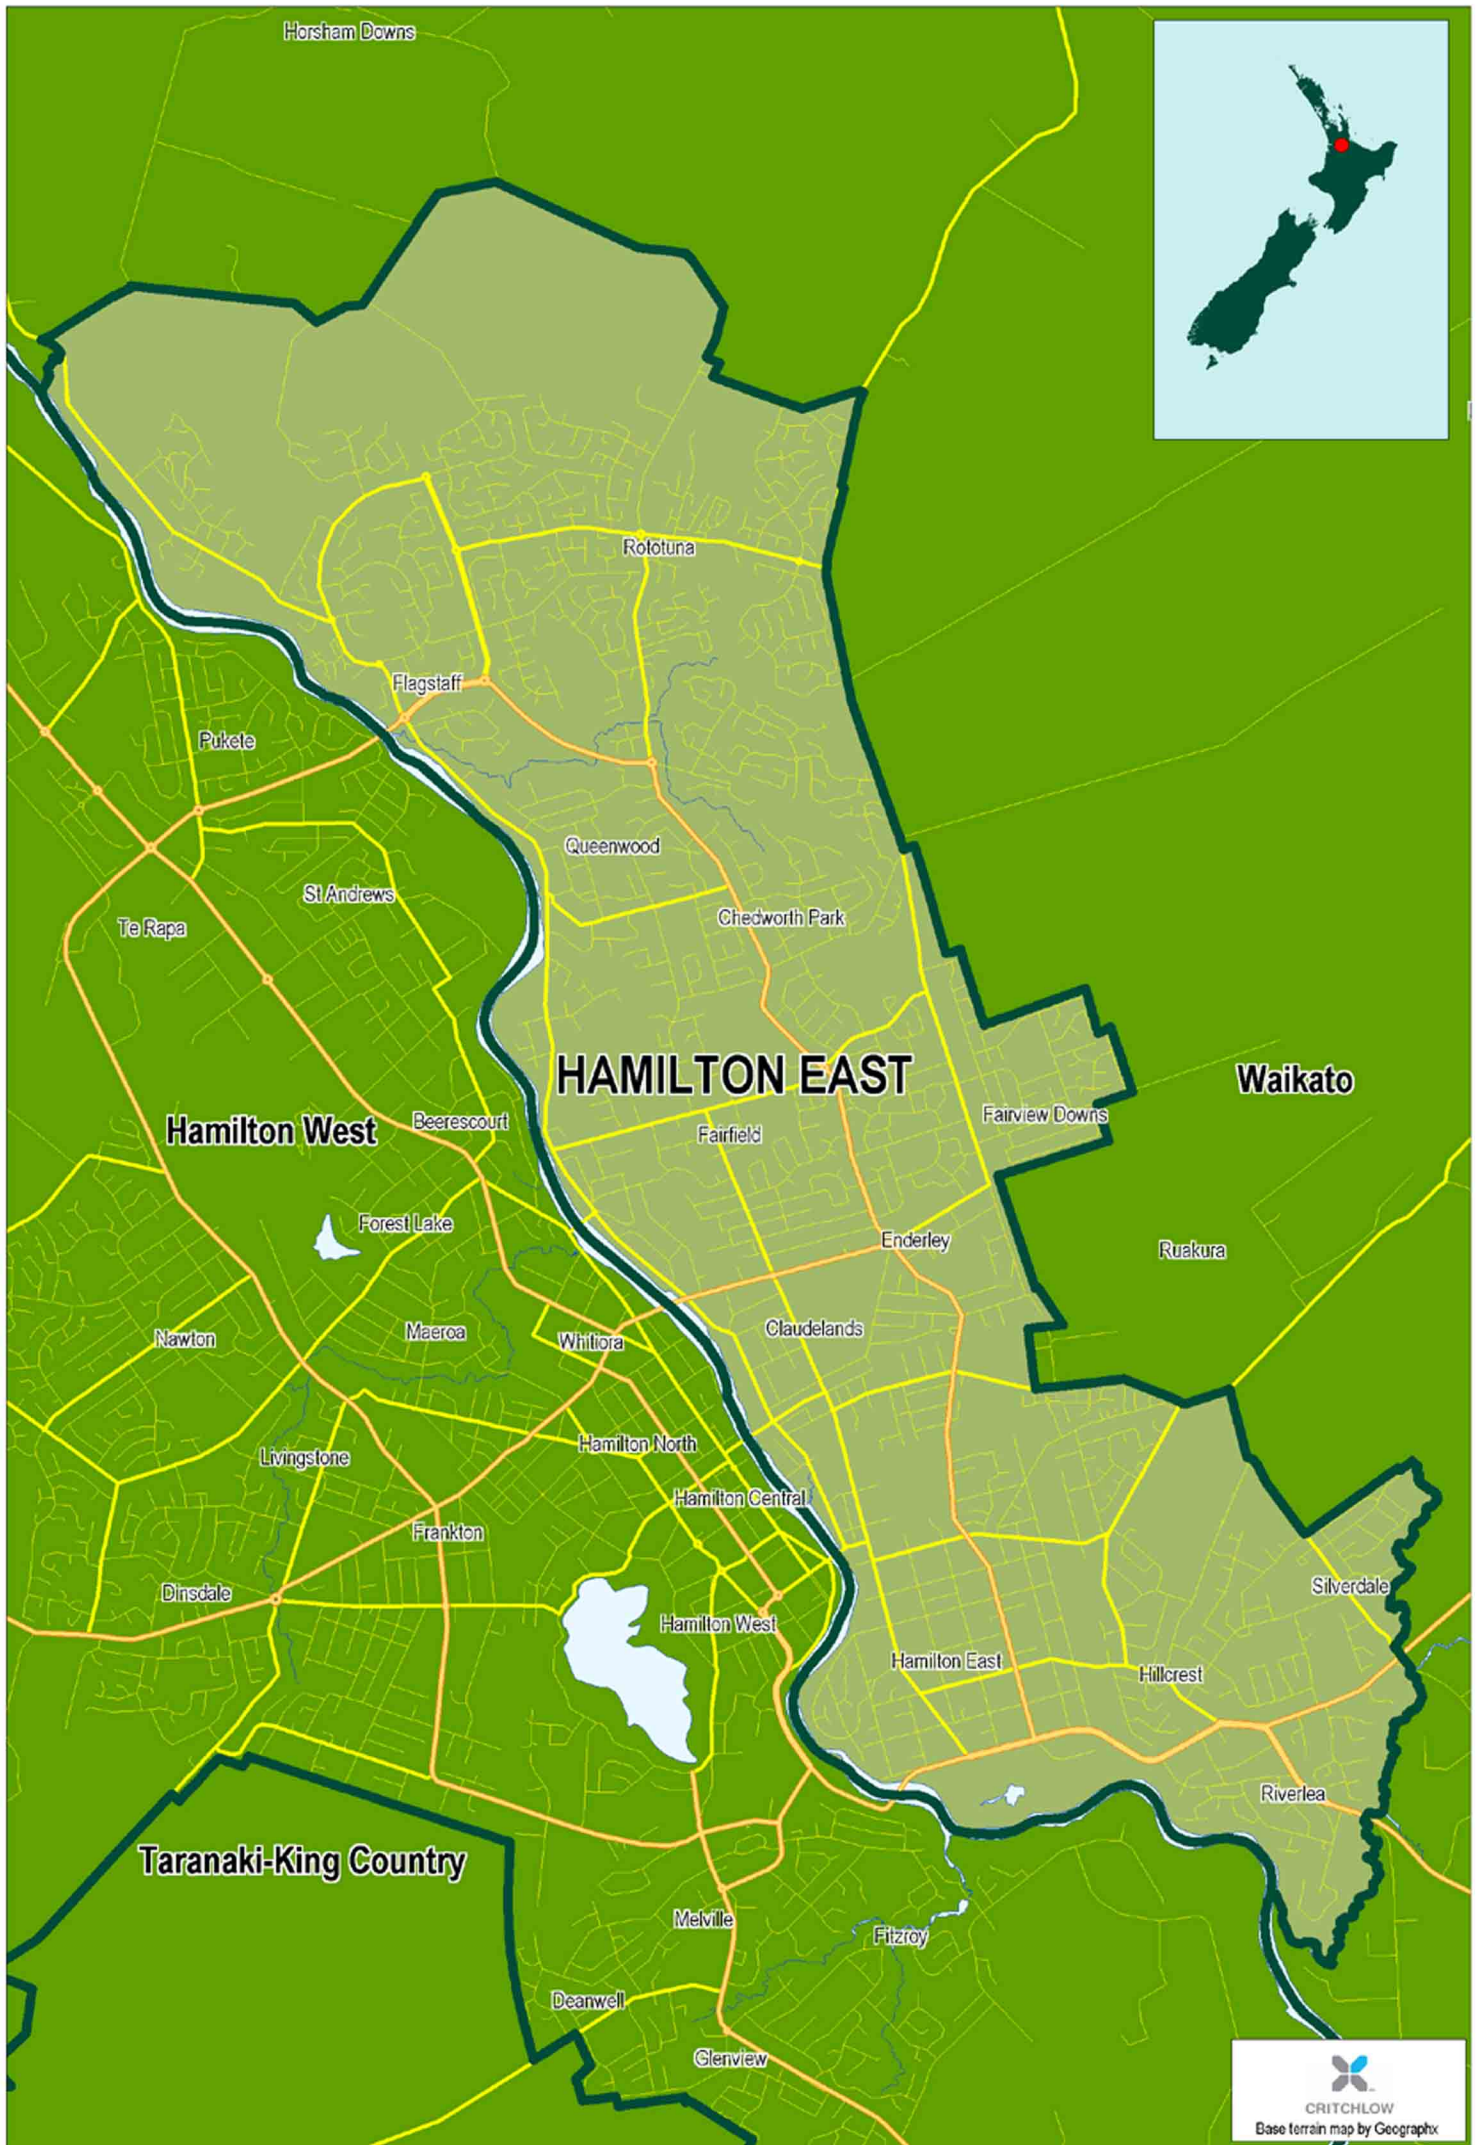 Horsham Downs
Rototuna
Flagstaff
Pukete
Queenwood
St Andrews
Chedworth Park
Te Rapa
HAMILTON EAST
Waikato
Fairview Downs
Beerescourt
Hamilton West
Fairfield
Forest Lake
Enderley
Ruakura
Claudelands
Maeroa
Nawton
Whitiora
Hamilton North
Livingstone
Hamilton Central
Frankton
Silverdale
Dinsdale
Hamilton West
Hamilton East
Hillcrest
Riverlea
Taranaki-King Country
Melville
Fitzroy
Deanwell
Glenview
CRITCHLOW
Base terrain map by Geographx